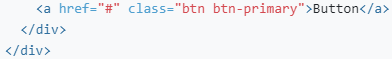 <a href="#" class="btn btn-primary">Button</a>
</div>
</div>